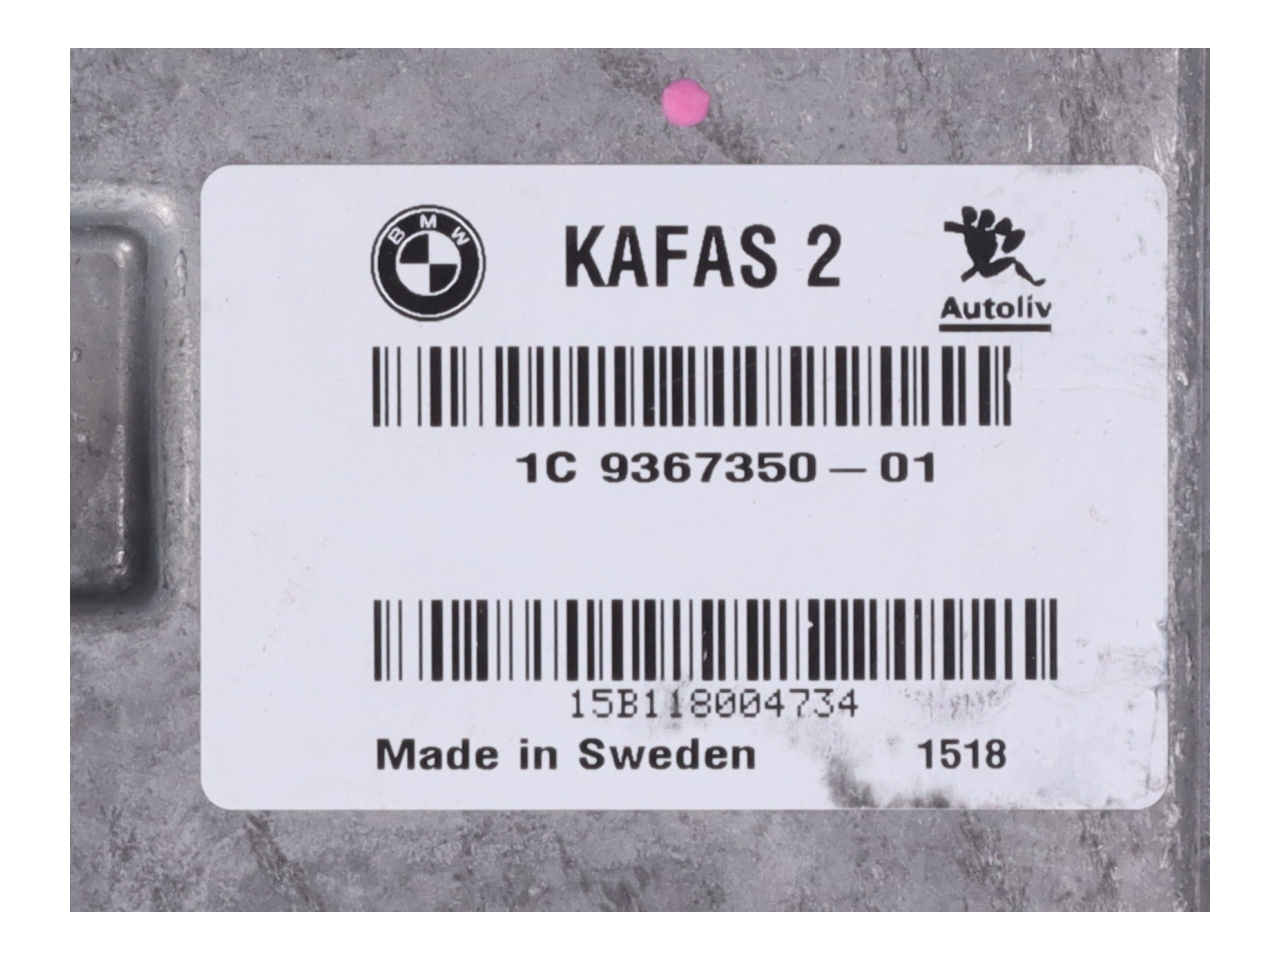 BMW KAFAS 2
Autoliv
1C 9367350-01
15B118004734
Made in Sweden 1518